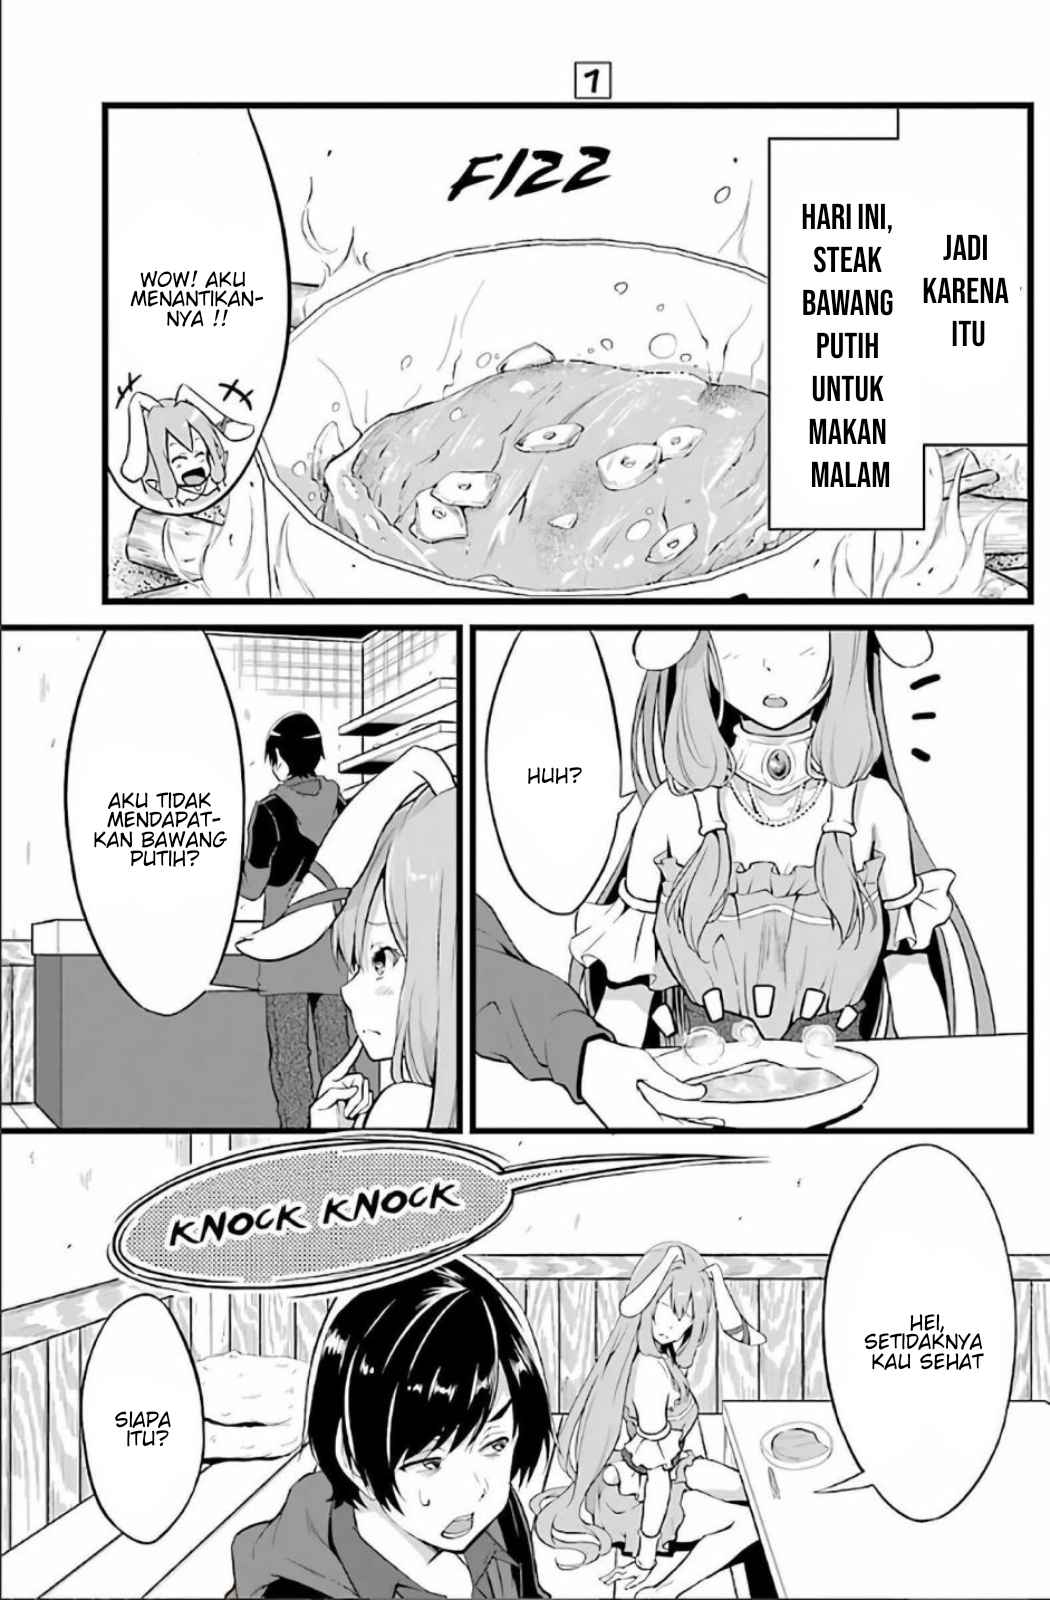 1
JADI
KARENA
ITU
HARI INI,
STEAK
BAWANG
PUTIH
UNTUK
MAKAN
MALAM
FIZZ
WOW! AKU
MENANTIKAN-
NYA !!
HUH?
AKU TIDAK
MENDAPAT-
KAN BAWANG
PUTIH?
KNOCK KNOCK
HEI,
SETIDAKNYA
KAU SEHAT
SIAPA
ITU?